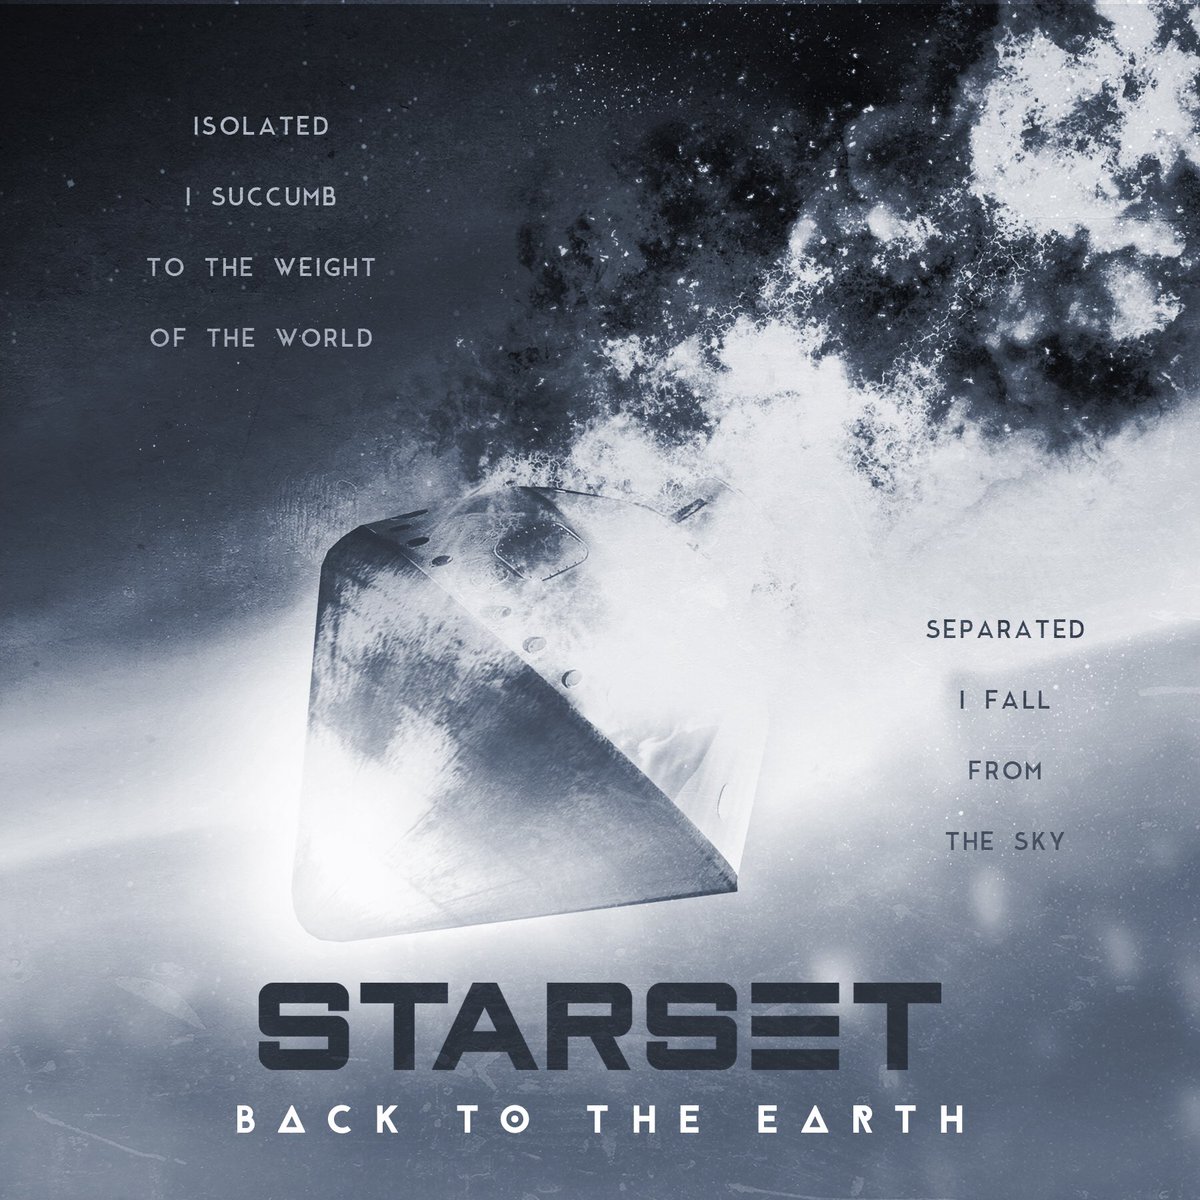 ISOLATED
I SUCCUMB
TO THE WEIGHT
OF THE WORLD
SEPARATED
I FALL
FROM
THE SKY
STARSET
BACK TO THE EARTH